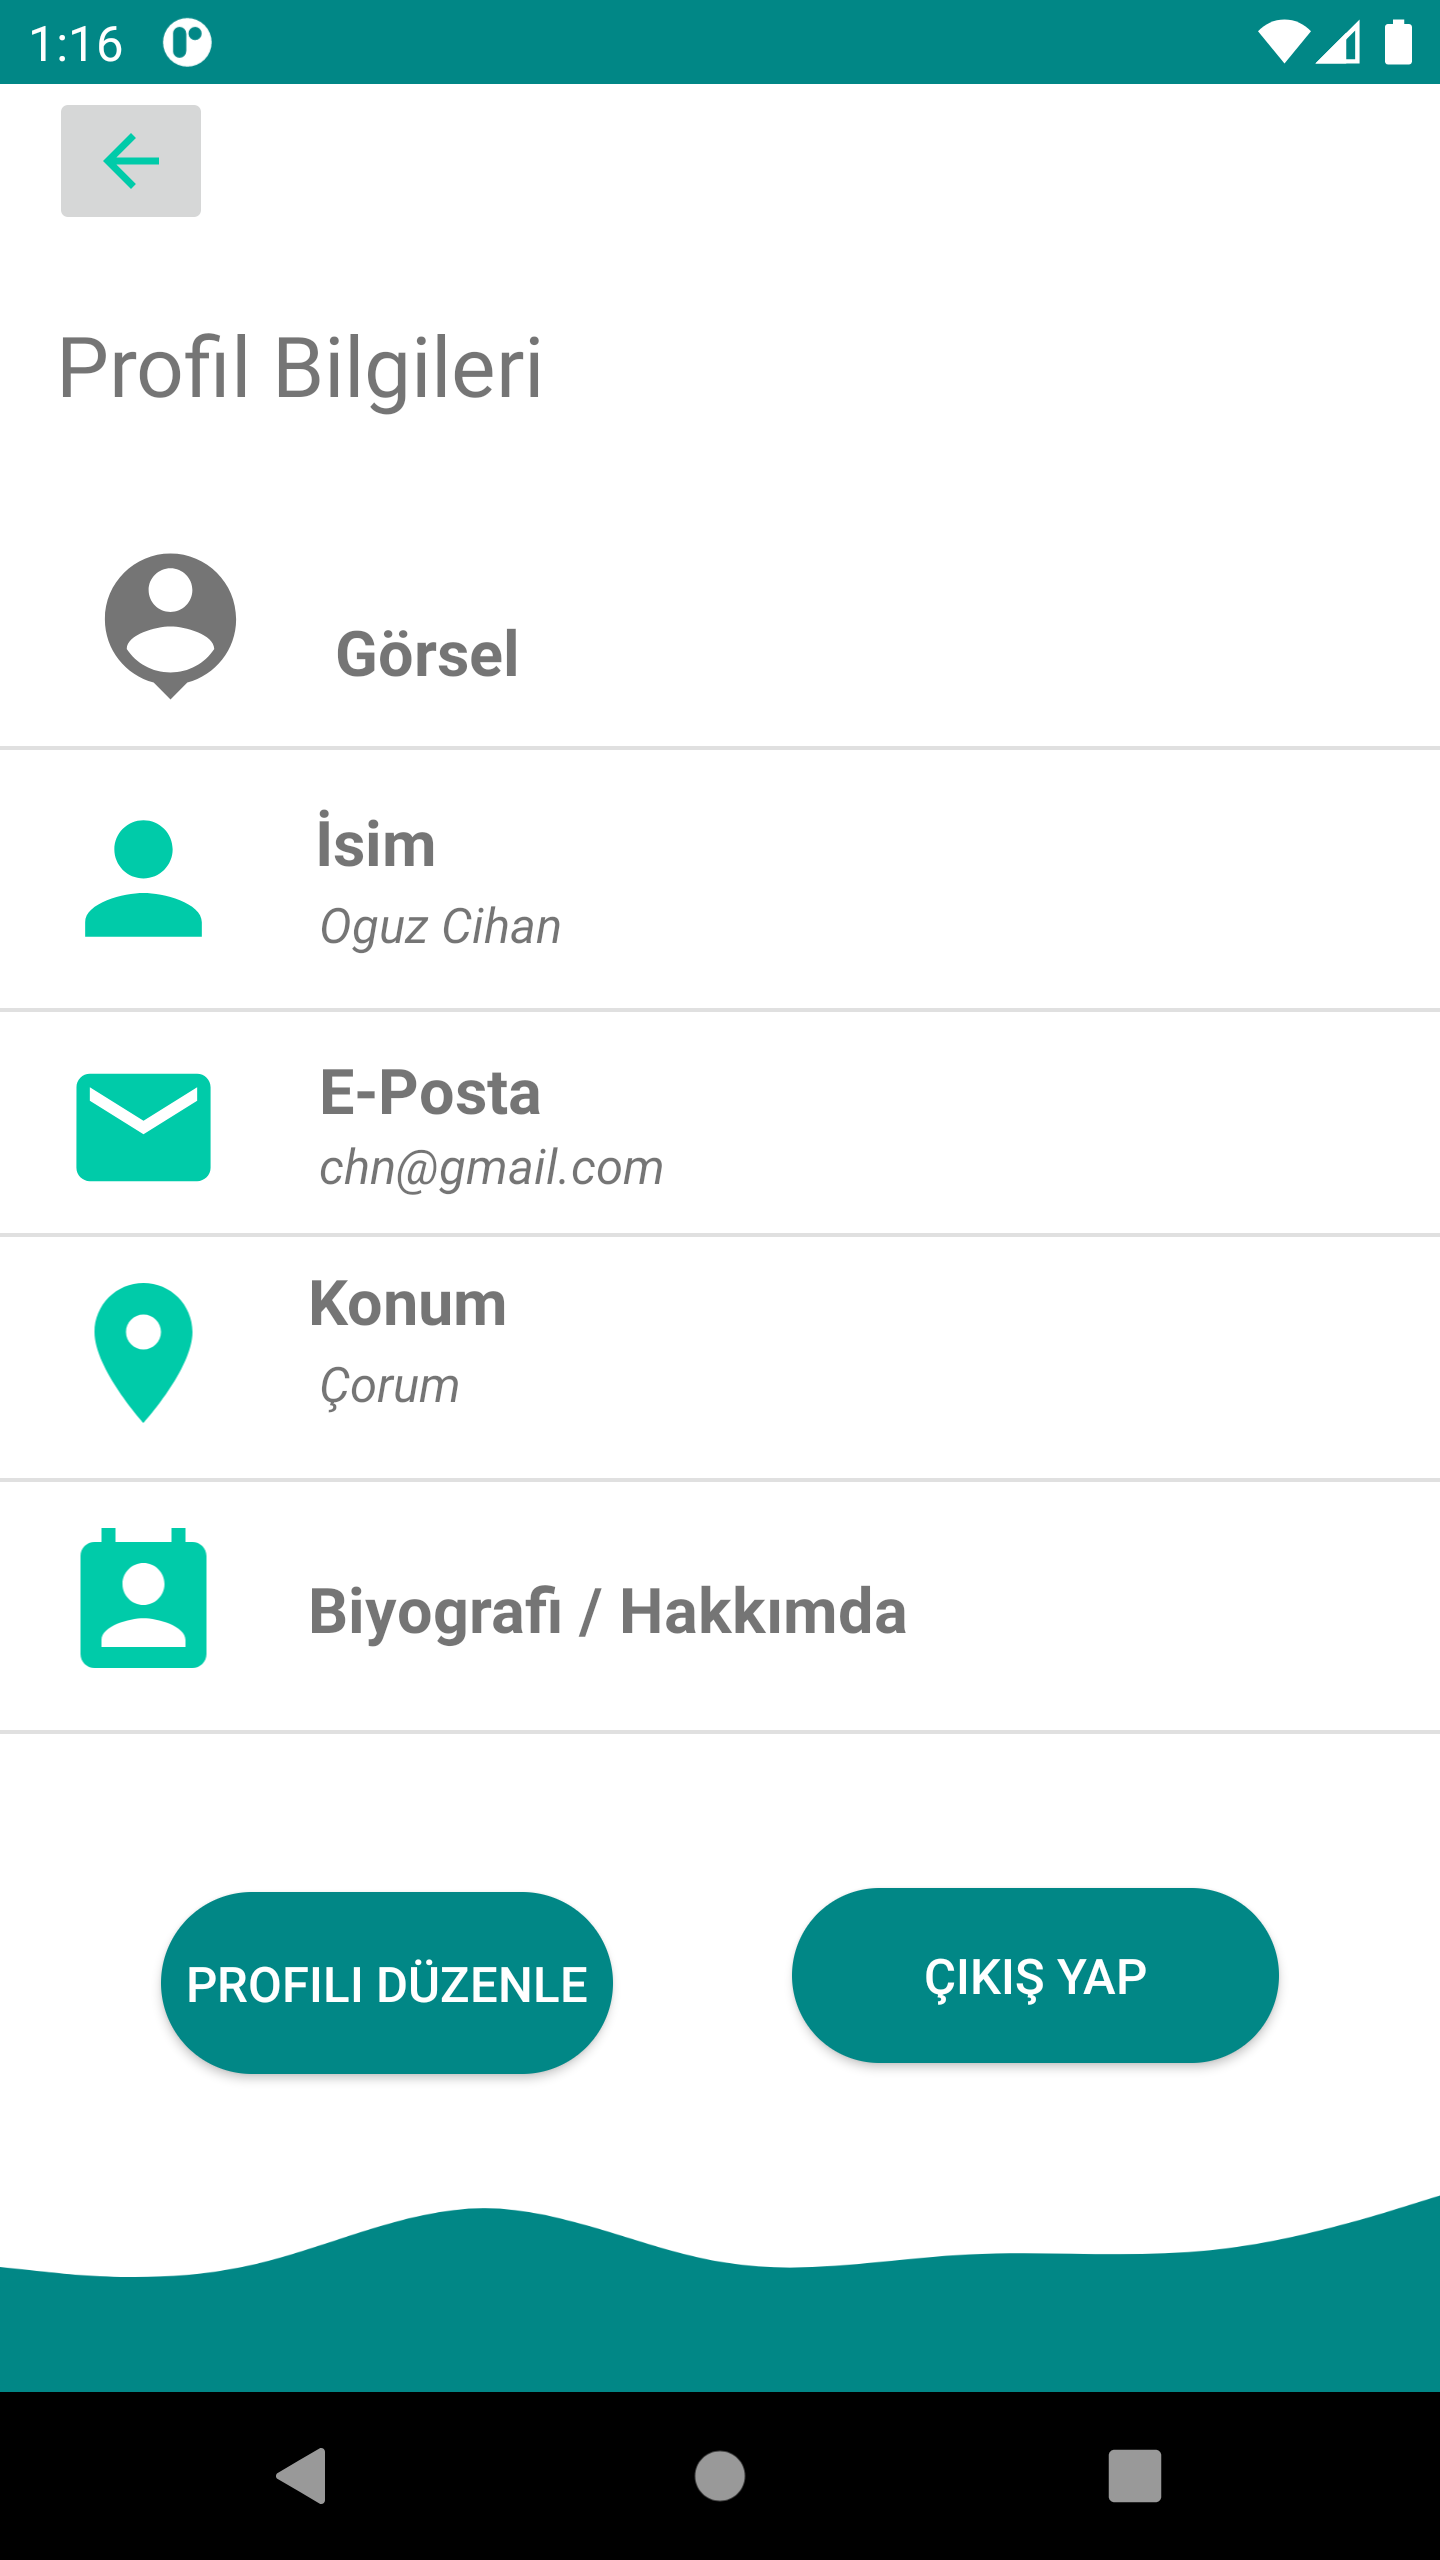 1:16
Profil Bilgileri
Görsel
İsim
Oguz Cihan
E-Posta
chn@gmail.com
Konum
Çorum
Biyografi / Hakkımda
PROFILI DÜZENLE
ÇIKIŞ YAP